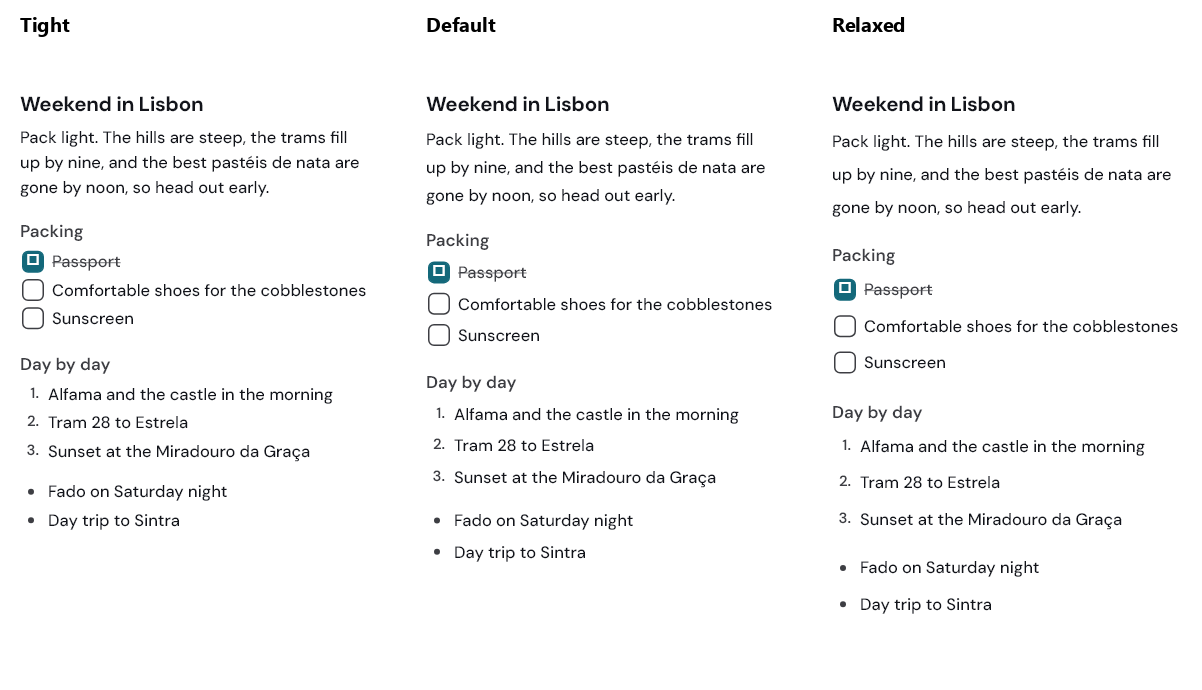 Tight
Weekend in Lisbon
Pack light. The hills are steep, the trams fill
up by nine, and the best pastéis de nata are
gone by noon, so head out early.
Packing
Passport
Comfortable shoes for the cobblestones
Sunscreen
Day by day
1. Alfama and the castle in the morning
2. Tram 28 to Estrela
3. Sunset at the Miradouro da Graça
• Fado on Saturday night
• Day trip to Sintra
Default
Weekend in Lisbon
Pack light. The hills are steep, the trams fill
up by nine, and the best pastéis de nata are
gone by noon, so head out early.
Packing
Passport
Comfortable shoes for the cobblestones
Sunscreen
Day by day
1. Alfama and the castle in the morning
2. Tram 28 to Estrela
3. Sunset at the Miradouro da Graça
• Fado on Saturday night
• Day trip to Sintra
Relaxed
Weekend in Lisbon
Pack light. The hills are steep, the trams fill
up by nine, and the best pastéis de nata are
gone by noon, so head out early.
Packing
Passport
Comfortable shoes for the cobblestones
Sunscreen
Day by day
1. Alfama and the castle in the morning
2. Tram 28 to Estrela
3. Sunset at the Miradouro da Graça
• Fado on Saturday night
• Day trip to Sintra